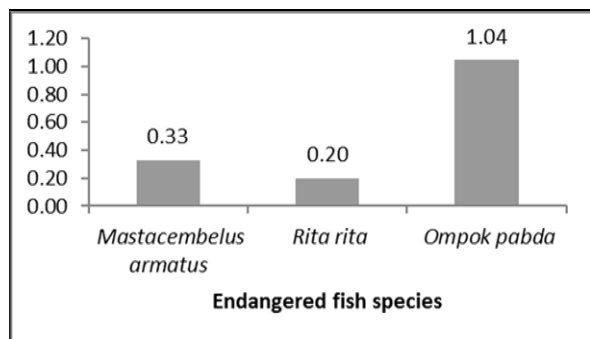 1.20
1.00
0.80
0.60
0.40
0.20
0.00
0.33
0.20
1.04
Mastacembelus
armatus
Rita rita
Ompok pabda
Endangered fish species